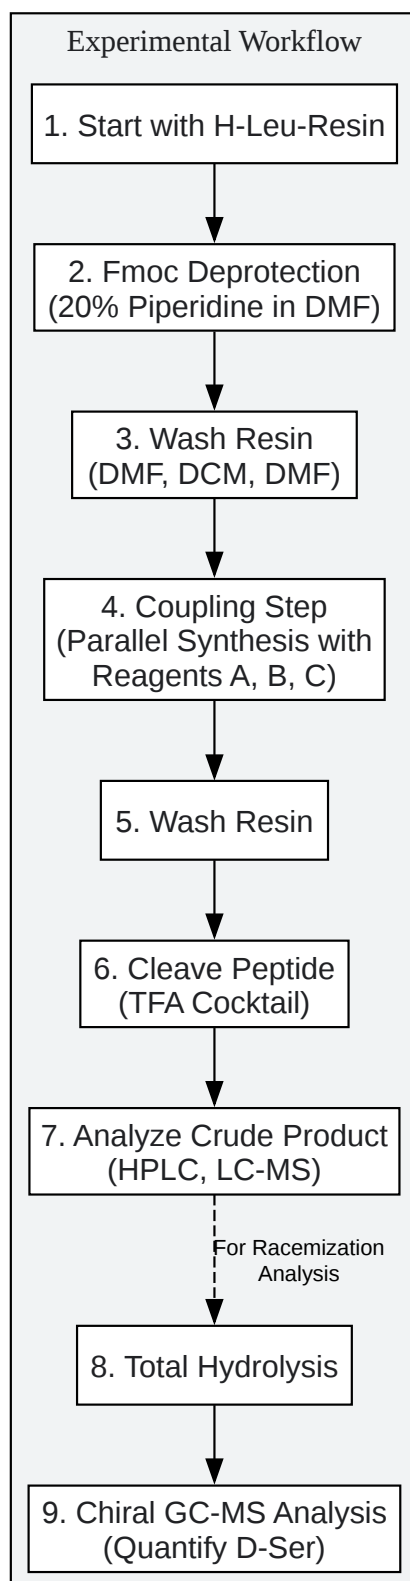 Experimental Workflow
1. Start with H-Leu-Resin
2. Fmoc Deprotection
(20% Piperidine in DMF)
3. Wash Resin
(DMF, DCM, DMF)
4. Coupling Step
(Parallel Synthesis with
Reagents A, B, C)
5. Wash Resin
6. Cleave Peptide
(TFA Cocktail)
7. Analyze Crude Product
(HPLC, LC-MS)
For Racemization
Analysis
8. Total Hydrolysis
9. Chiral GC-MS Analysis
(Quantify D-Ser)